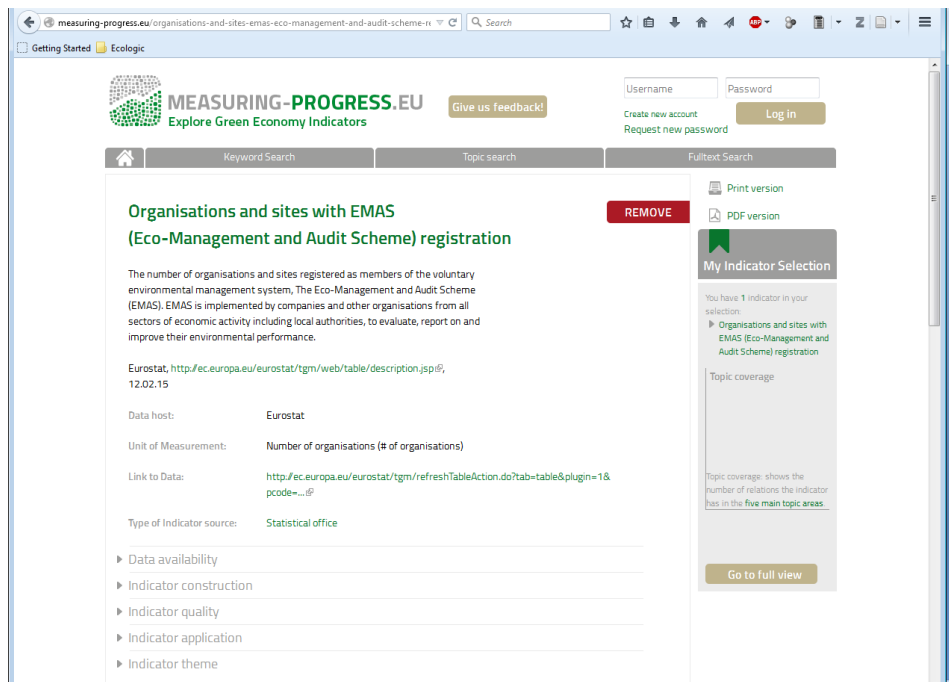 measuring-progress.eu/organisations-and-sites-emas-eco-management-and-audit-scheme-re
Search
ABP
Z
Getting Started
Ecologic
MEASURING-PROGRESS.EU
Explore Green Economy Indicators
Give us feedback!
Username
Password
Create new account
Request new password
Log in
Keyword Search
Topic search
Fulltext Search
Organisations and sites with EMAS
(Eco-Management and Audit Scheme) registration
REMOVE
The number of organisations and sites registered as members of the voluntary
environmental management system, The Eco-Management and Audit Scheme
(EMAS). EMAS is implemented by companies and other organisations from all
sectors of economic activity including local authorities, to evaluate, report on and
improve their environmental performance.
Eurostat, http://ec.europa.eu/eurostat/tgm/web/table/description.jsp,
12.02.15
Data host: Eurostat
Unit of Measurement: Number of organisations (# of organisations)
Link to Data: http://ec.europa.eu/eurostat/tgm/refreshTableAction.do?tab=table&plugin=1&
pcode=...
Type of Indicator source: Statistical office
Data availability
Indicator construction
Indicator quality
Indicator application
Indicator theme
Print version
PDF version
My Indicator Selection
You have 1 indicator in your
selection:
Organisations and sites with
EMAS (Eco-Management and
Audit Scheme) registration
Topic coverage
Topic coverage: shows the
number of relations the indicator
has in the five main topic areas.
Go to full view